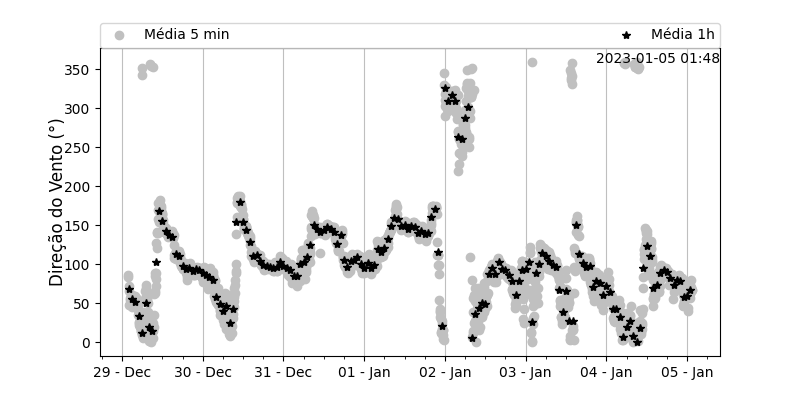 Média 5 min
Média 1h
2023-01-05 01:48
Direção do Vento (°)
350
300
250
200
150
100
50
0
29 - Dec
30 - Dec
31 - Dec
01 - Jan
02 - Jan
03 - Jan
04 - Jan
05 - Jan